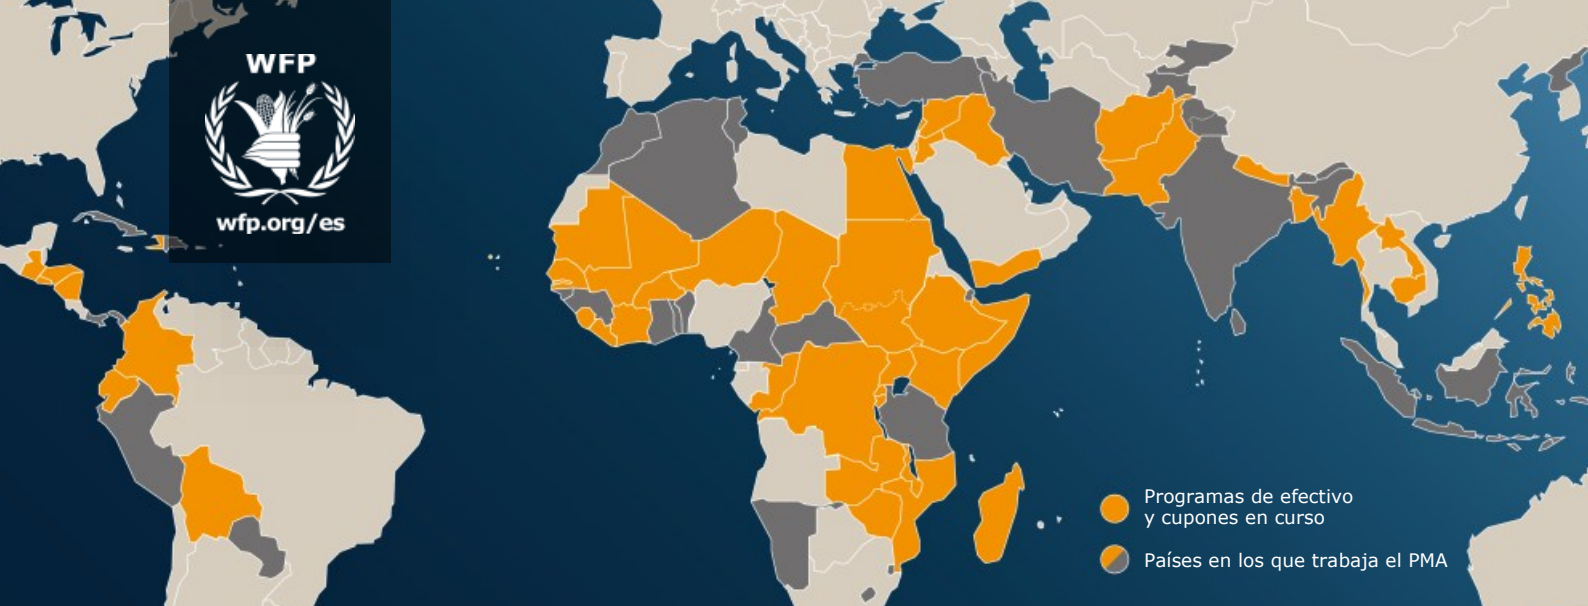 WFP
wfp.org/es
Programas de efectivo
y cupones en curso
Países en los que trabaja el PMA